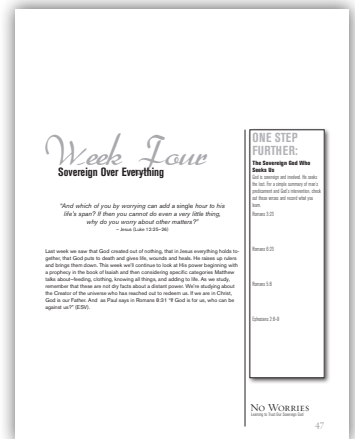 Week Four
Sovereign Over Everything
"And which of you by worrying can add a single hour to his
life's span? If then you cannot do even a very little thing,
why do you worry about other matters?"
– Jesus (Luke 12:25–26)
Last week we saw that God created out of nothing, that in Jesus everything holds to-
gether, that God puts to death and gives life, wounds and heals. He raises up rulers
and brings them down. This week we'll continue to look at His power beginning with
a prophecy in the book of Isaiah and then considering specific categories Matthew
talks about–feeding, clothing, knowing all things, and adding to life. As we study,
remember that these are not dry facts about a distant power. We're studying about
the Creator of the universe who has reached out to redeem us. If we are in Christ,
God is our Father. And as Paul says in Romans 8:31 "If God is for us, who can be
against us?" (ESV).
ONE STEP
FURTHER:
The Sovereign God Who
Seeks Us
God is sovereign and involved. He seeks
the lost. For a simple summary of man's
predicament and God's intervention, check
out these verses and record what you
learn.
Romans 3:23
Romans 6:23
Romans 5:8
Ephesians 2:8-9
No Worries
Learning to Trust Our Sovereign God
47